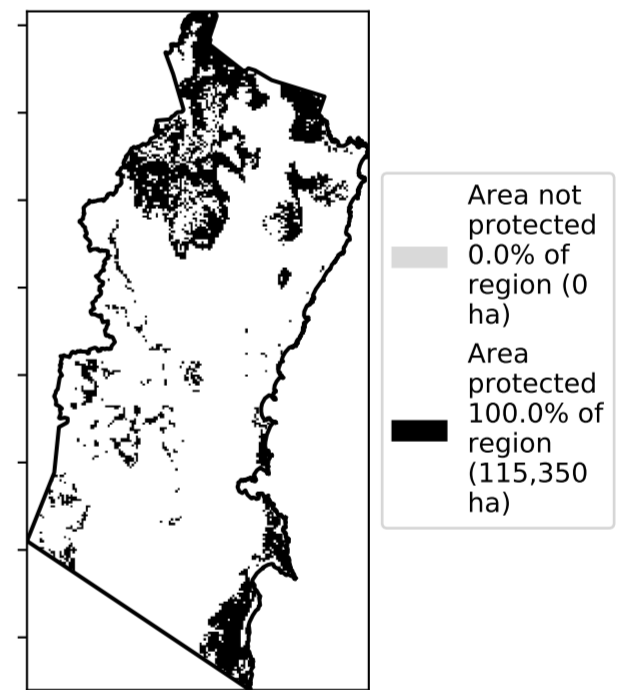 Area not
protected
0.0% of
region (0
ha)
Area
protected
100.0% of
region
(115,350
ha)